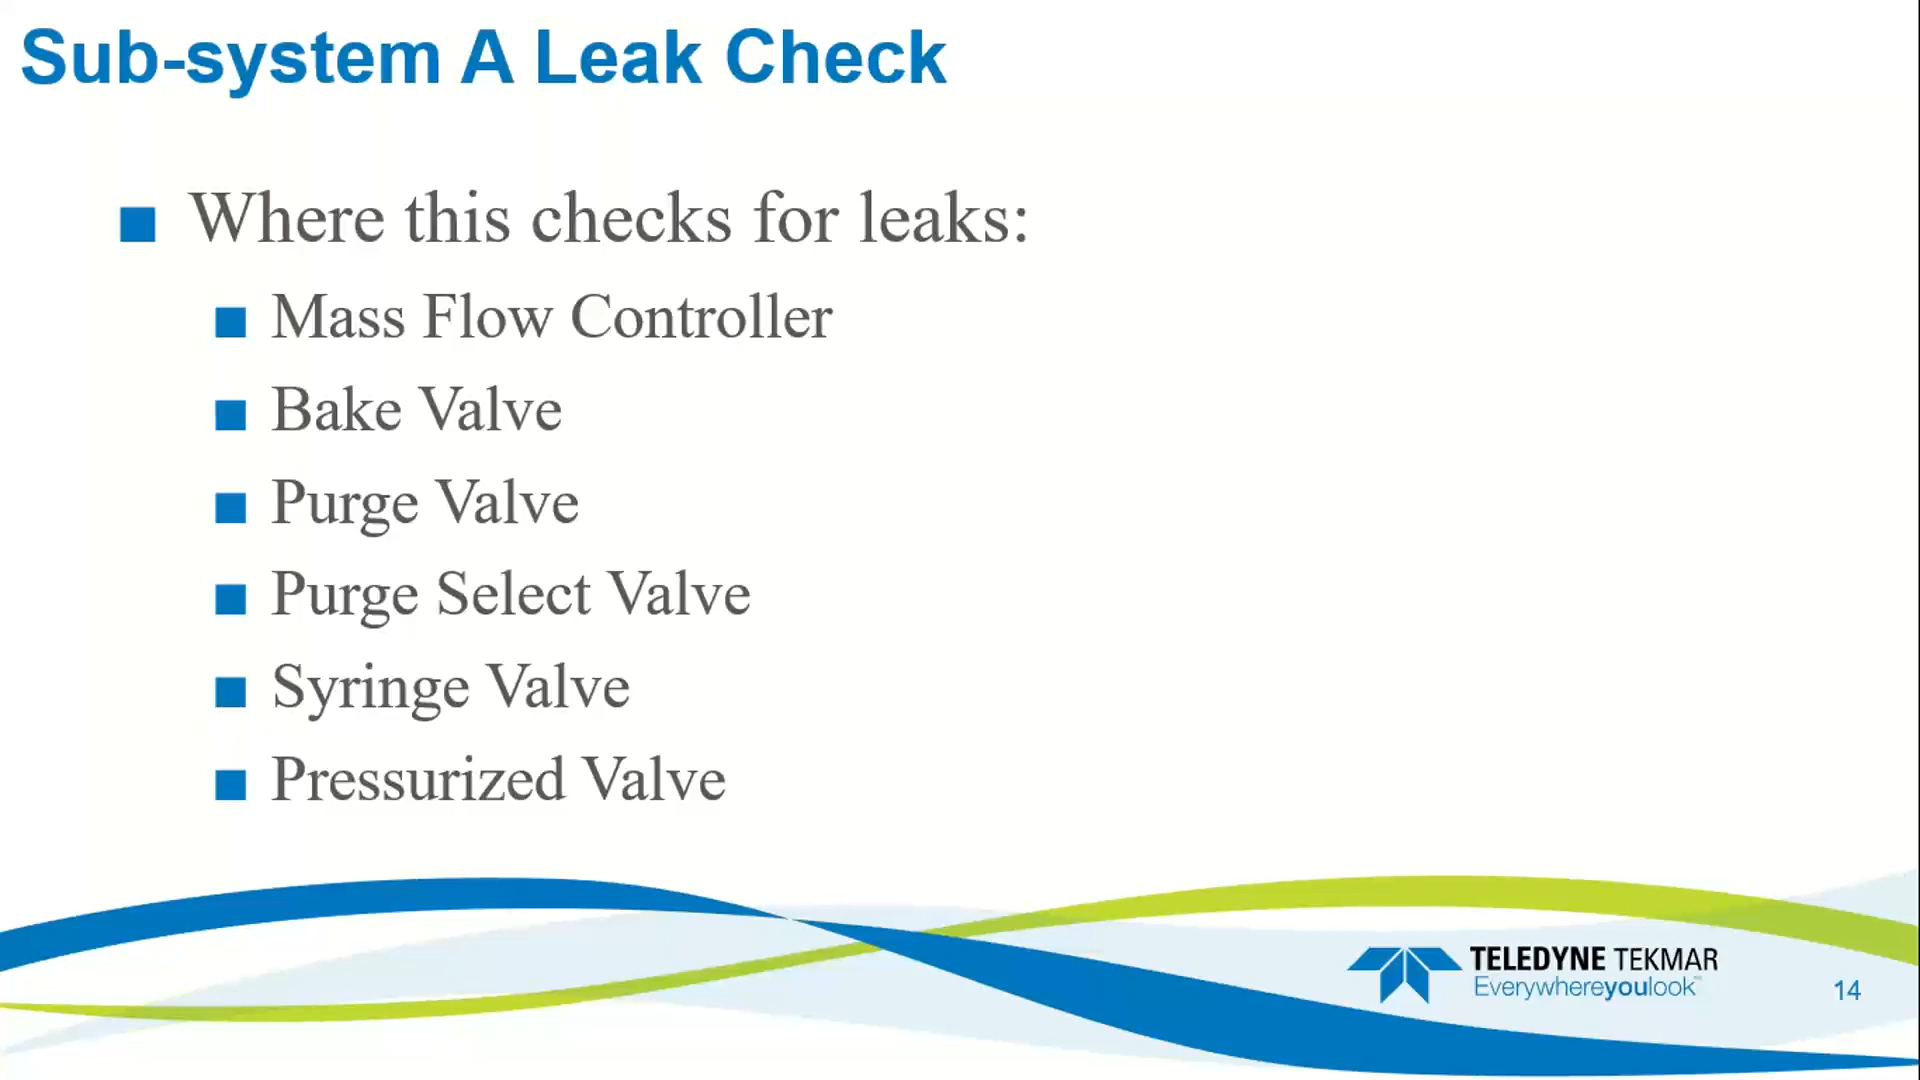 Sub-system A Leak Check
Where this checks for leaks:
Mass Flow Controller
Bake Valve
Purge Valve
Purge Select Valve
Syringe Valve
Pressurized Valve
TELEDYNE TEKMAR
Everywhereyoulook™
14